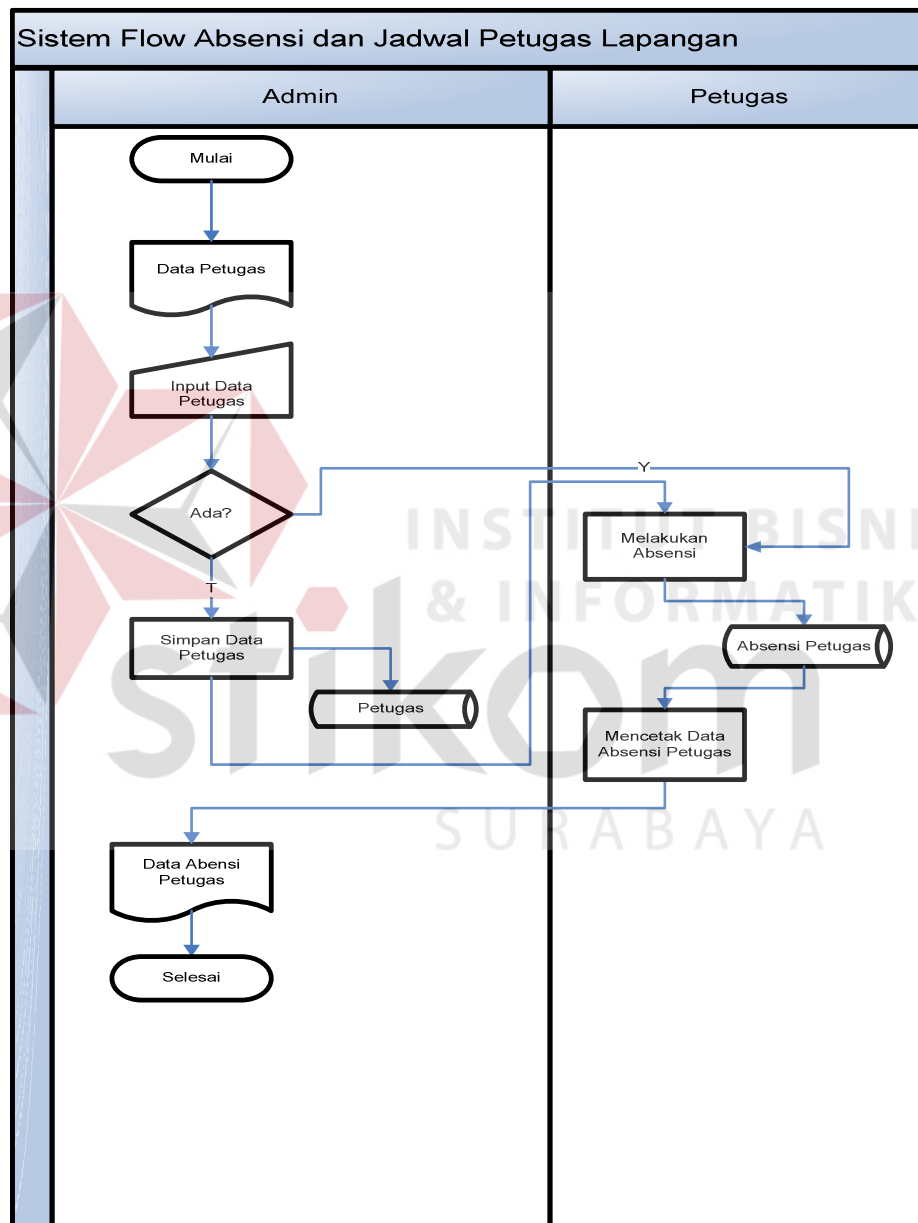 Sistem Flow Absensi dan Jadwal Petugas Lapangan
Admin
Petugas
Mulai
Data Petugas
Input Data
Petugas
Y
Ada?
Melakukan
Absensi
T
Simpan Data
Petugas
Absensi Petugas
Petugas
Mencetak Data
Absensi Petugas
Data Abensi
Petugas
Selesai
INSTITUT BISNI
& INFORMATIK
stikom
SURABAYA